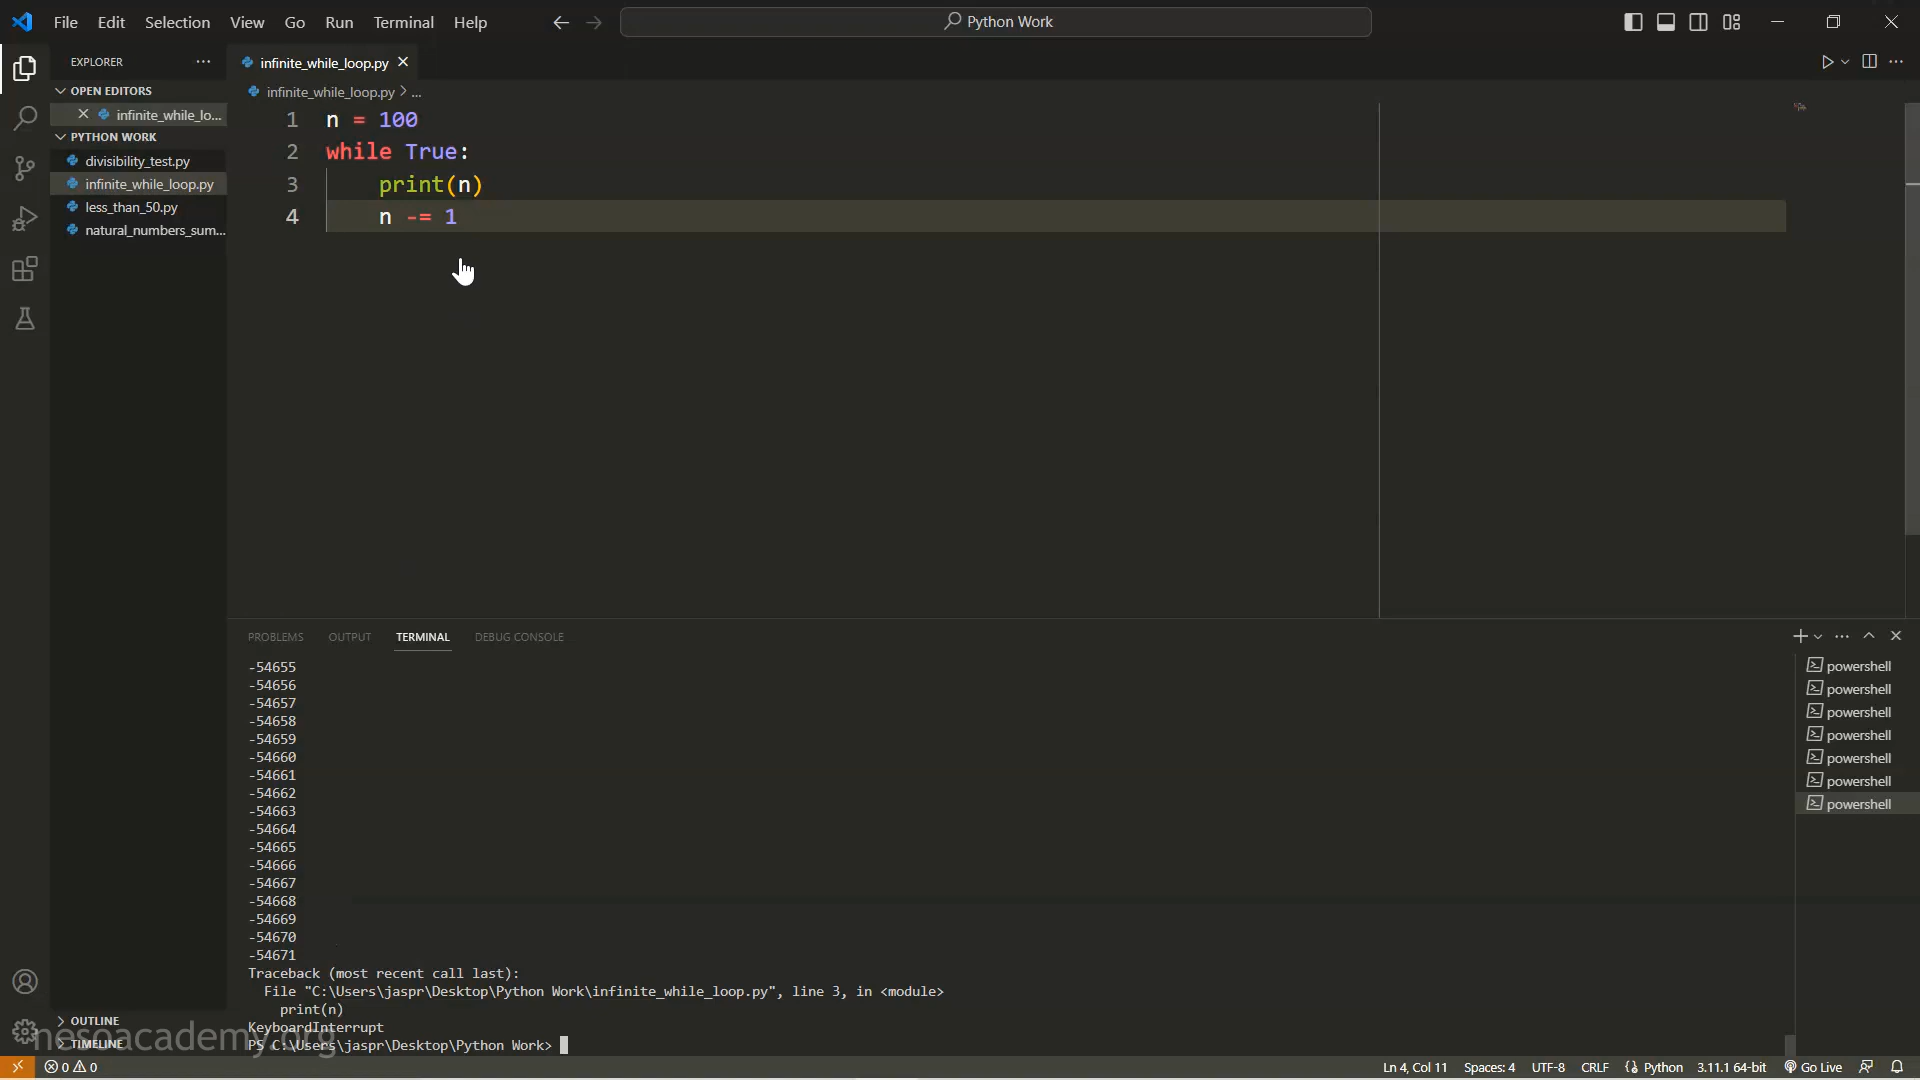 File Edit Selection View Go Run Terminal Help
Python Work
EXPLORER
OPEN EDITORS
infinite_while_lo...
PYTHON WORK
divisibility_test.py
infinite_while_loop.py
less_than_50.py
natural_numbers_sum...
OUTLINE
TIMELINE
infinite_while_loop.py
infinite_while_loop.py > ...
1 n = 100
2 while True:
3 print(n)
4 n -= 1
PROBLEMS OUTPUT TERMINAL DEBUG CONSOLE
-54655
-54656
-54657
-54658
-54659
-54660
-54661
-54662
-54663
-54664
-54665
-54666
-54667
-54668
-54669
-54670
-54671
Traceback (most recent call last):
File "C:\Users\jaspr\Desktop\Python Work\infinite_while_loop.py", line 3, in <module>
print(n)
KeyboardInterrupt
PS C:\Users\jaspr\Desktop\Python Work>
powershell
powershell
powershell
powershell
powershell
powershell
powershell
nesoacademy.org
0 0
Ln 4, Col 11 Spaces: 4 UTF-8 CRLF Python 3.11.1 64-bit Go Live